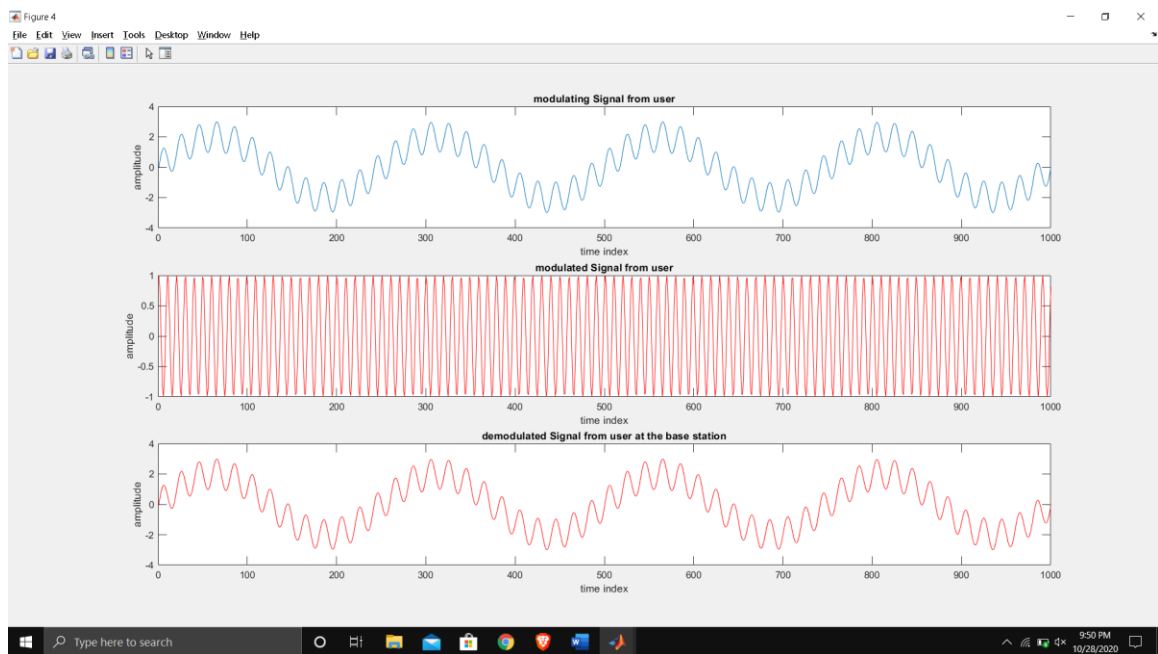 Figure 4
File Edit View Insert Tools Desktop Window Help
modulating Signal from user
4
2
0
-2
-4
amplitude
0 100 200 300 400 500 600 700 800 900 1000
time index
modulated Signal from user
1
0.5
0
-0.5
-1
amplitude
0 100 200 300 400 500 600 700 800 900 1000
time index
demodulated Signal from user at the base station
4
2
0
-2
-4
amplitude
0 100 200 300 400 500 600 700 800 900 1000
time index
Type here to search
9:50 PM
10/28/2020